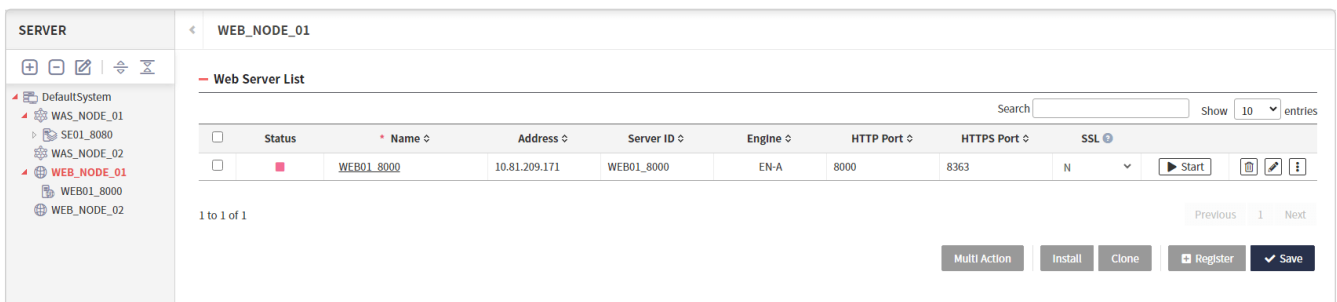 SERVER
WEB_NODE_01
DefaultSystem
WAS_NODE_01
SE01_8080
WAS_NODE_02
WEB_NODE_01
WEB01_8000
WEB_NODE_02
Web Server List
Search Show 10 entries
Status * Name Address Server ID Engine HTTP Port HTTPS Port SSL ?
WEB01_8000 10.81.209.171 WEB01_8000 EN-A 8000 8363 N Start
1 to 1 of 1
Previous 1 Next
Multi Action Install Clone Register Save